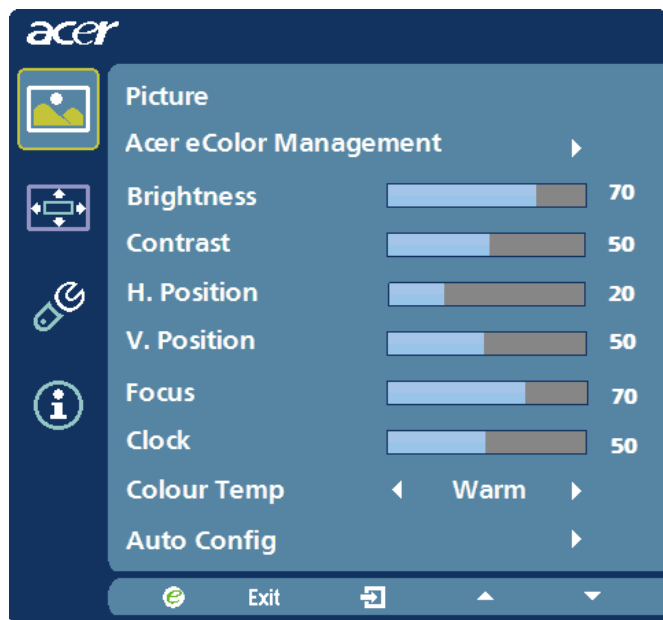 acer
Picture
Acer eColor Management
Brightness 70
Contrast 50
H. Position 20
V. Position 50
Focus 70
Clock 50
Colour Temp Warm
Auto Config
e Exit